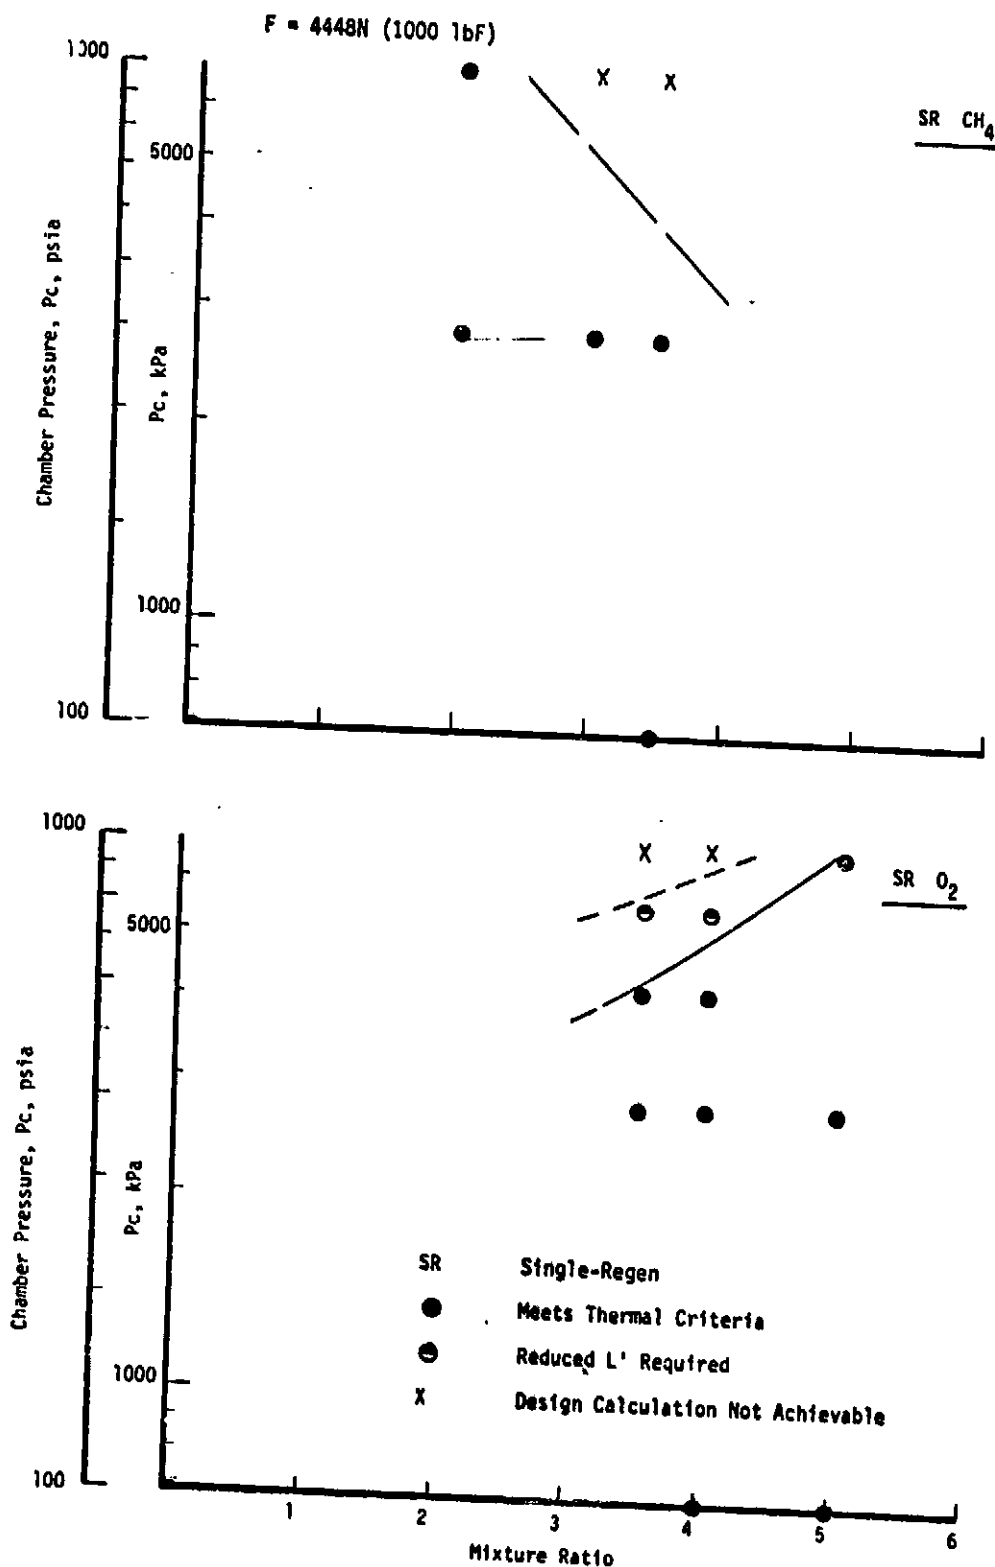 F = 4448N (1000 lbF)
1000
5000
1000
100
Chamber Pressure, Pc, psia
Pc, kPa
SR CH4
1000
5000
1000
100
Chamber Pressure, Pc, psia
Pc, kPa
SR O2
SR Single-Regen
Meets Thermal Criteria
Reduced L' Required
X Design Calculation Not Achievable
1 2 3 4 5 6
Mixture Ratio